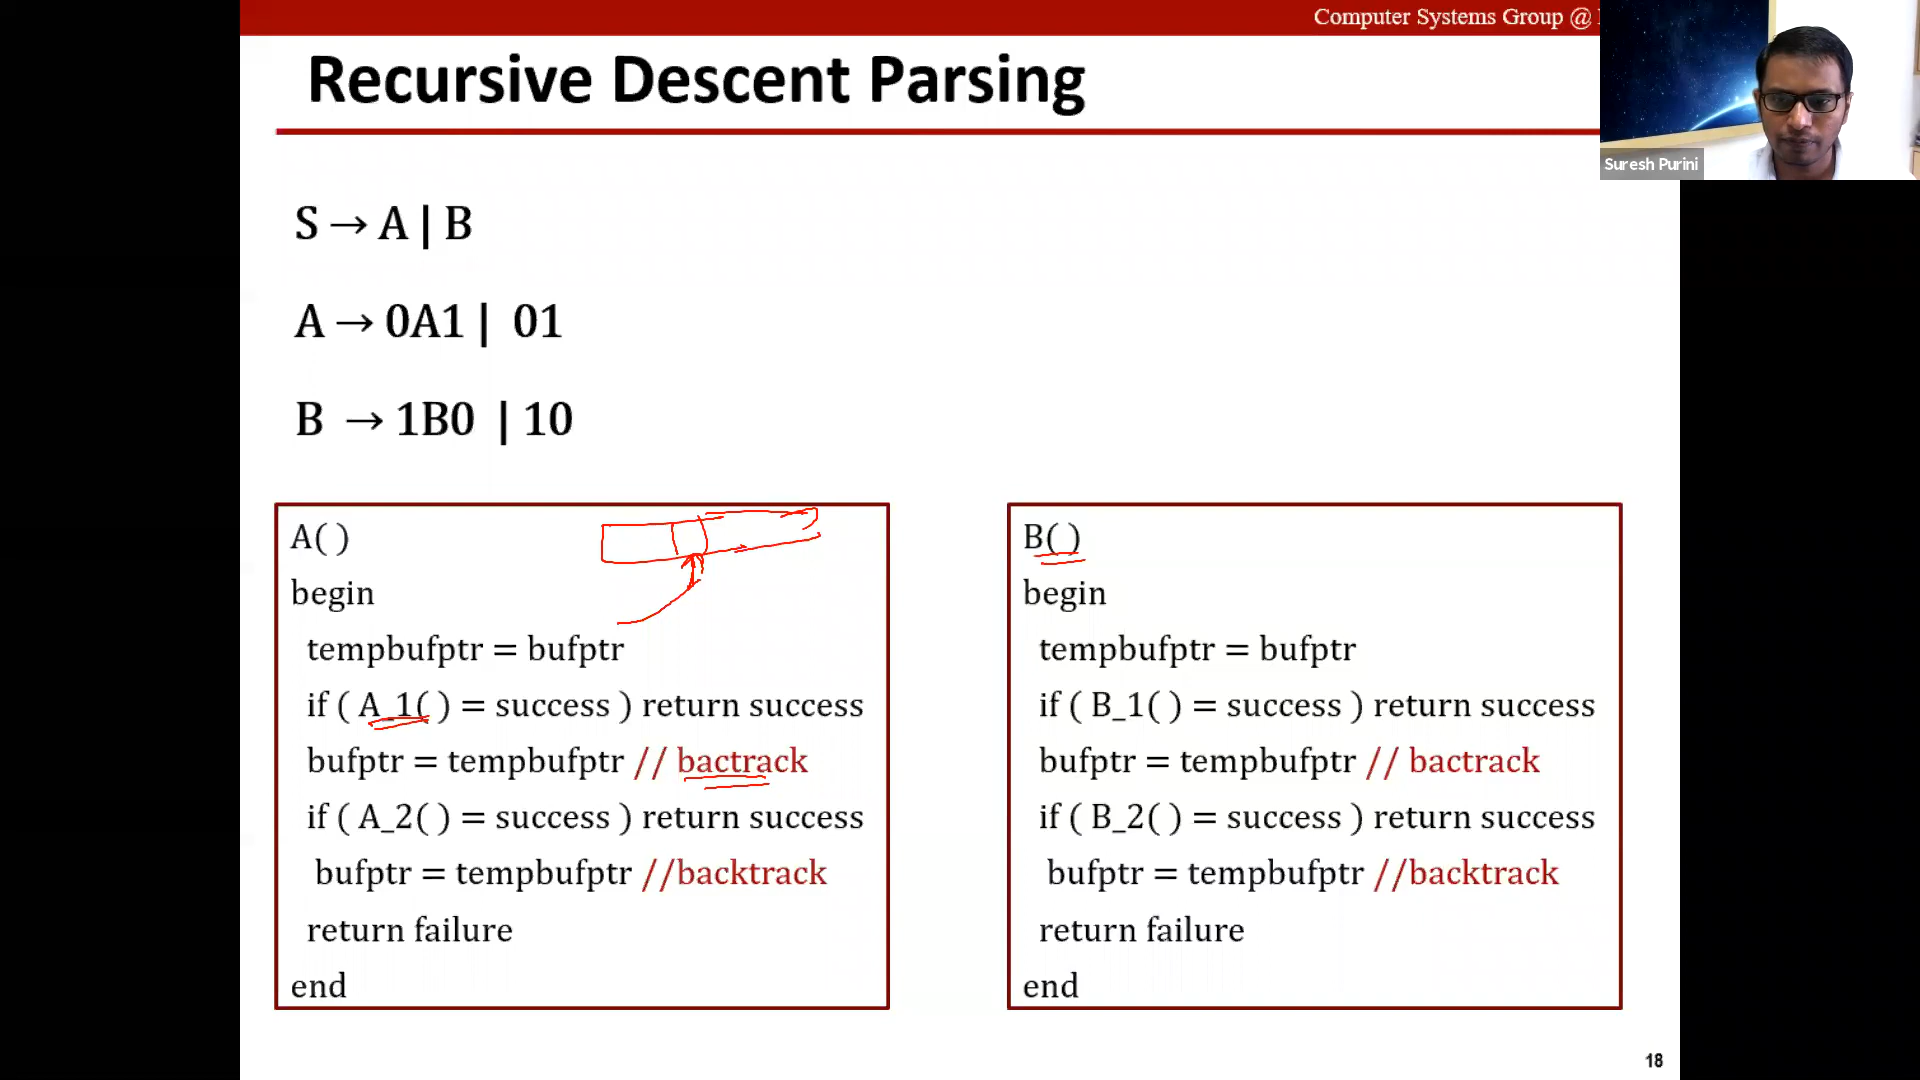 Computer Systems Group @
Recursive Descent Parsing
Suresh Purini
S → A | B
A → 0A1 | 01
B → 1B0 | 10
A( )
begin
tempbufptr = bufptr
if ( A_1( ) = success ) return success
bufptr = tempbufptr // bactrack
if ( A_2( ) = success ) return success
bufptr = tempbufptr //backtrack
return failure
end
B( )
begin
tempbufptr = bufptr
if ( B_1( ) = success ) return success
bufptr = tempbufptr // bactrack
if ( B_2( ) = success ) return success
bufptr = tempbufptr //backtrack
return failure
end
18